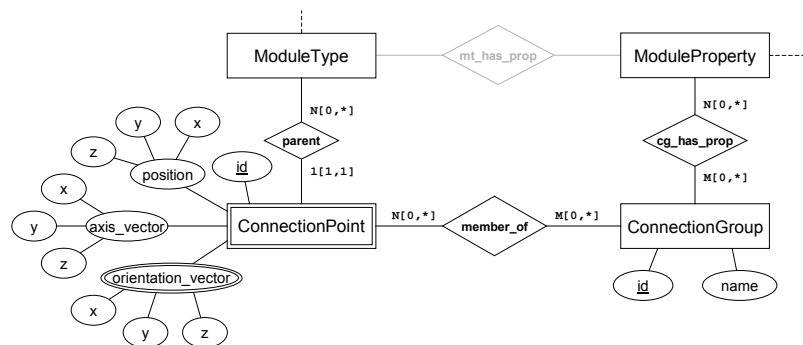 ModuleType
mt_has_prop
ModuleProperty
N[0,*]
N[0,*]
y
x
z
parent
cg_has_prop
id
position
1[1,1]
M[0,*]
x
y
axis_vector
z
ConnectionPoint
N[0,*]
member_of
M[0,*]
ConnectionGroup
orientation_vector
x
y
z
id
name